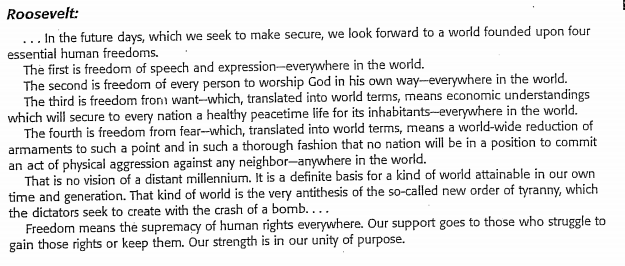 Roosevelt:
. . . In the future days, which we seek to make secure, we look forward to a world founded upon four
essential human freedoms.
The first is freedom of speech and expression—everywhere in the world.
The second is freedom of every person to worship God in his own way—everywhere in the world.
The third is freedom from want—which, translated into world terms, means economic understandings
which will secure to every nation a healthy peacetime life for its inhabitants—everywhere in the world.
The fourth is freedom from fear—which, translated into world terms, means a world-wide reduction of
armaments to such a point and in such a thorough fashion that no nation will be in a position to commit
an act of physical aggression against any neighbor—anywhere in the world.
That is no vision of a distant millennium. It is a definite basis for a kind of world attainable in our own
time and generation. That kind of world is the very antithesis of the so-called new order of tyranny, which
the dictators seek to create with the crash of a bomb. . . .
Freedom means the supremacy of human rights everywhere. Our support goes to those who struggle to
gain those rights or keep them. Our strength is in our unity of purpose.